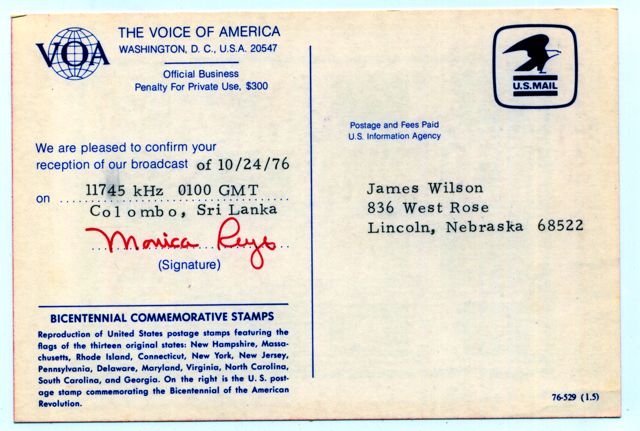 VOA
THE VOICE OF AMERICA
WASHINGTON, D. C., U.S.A. 20547
Official Business
Penalty For Private Use, $300
U.S.MAIL
Postage and Fees Paid
U.S. Information Agency
We are pleased to confirm your
reception of our broadcast of 10/24/76
on 11745 kHz 0100 GMT
Colombo, Sri Lanka
Monica Reys
(Signature)
James Wilson
836 West Rose
Lincoln, Nebraska 68522
BICENTENNIAL COMMEMORATIVE STAMPS
Reproduction of United States postage stamps featuring the
flags of the thirteen original states: New Hampshire, Massa-
chusetts, Rhode Island, Connecticut, New York, New Jersey,
Pennsylvania, Delaware, Maryland, Virginia, North Carolina,
South Carolina, and Georgia. On the right is the U. S. post-
age stamp commemorating the Bicentennial of the American
Revolution.
76-529 (1.5)